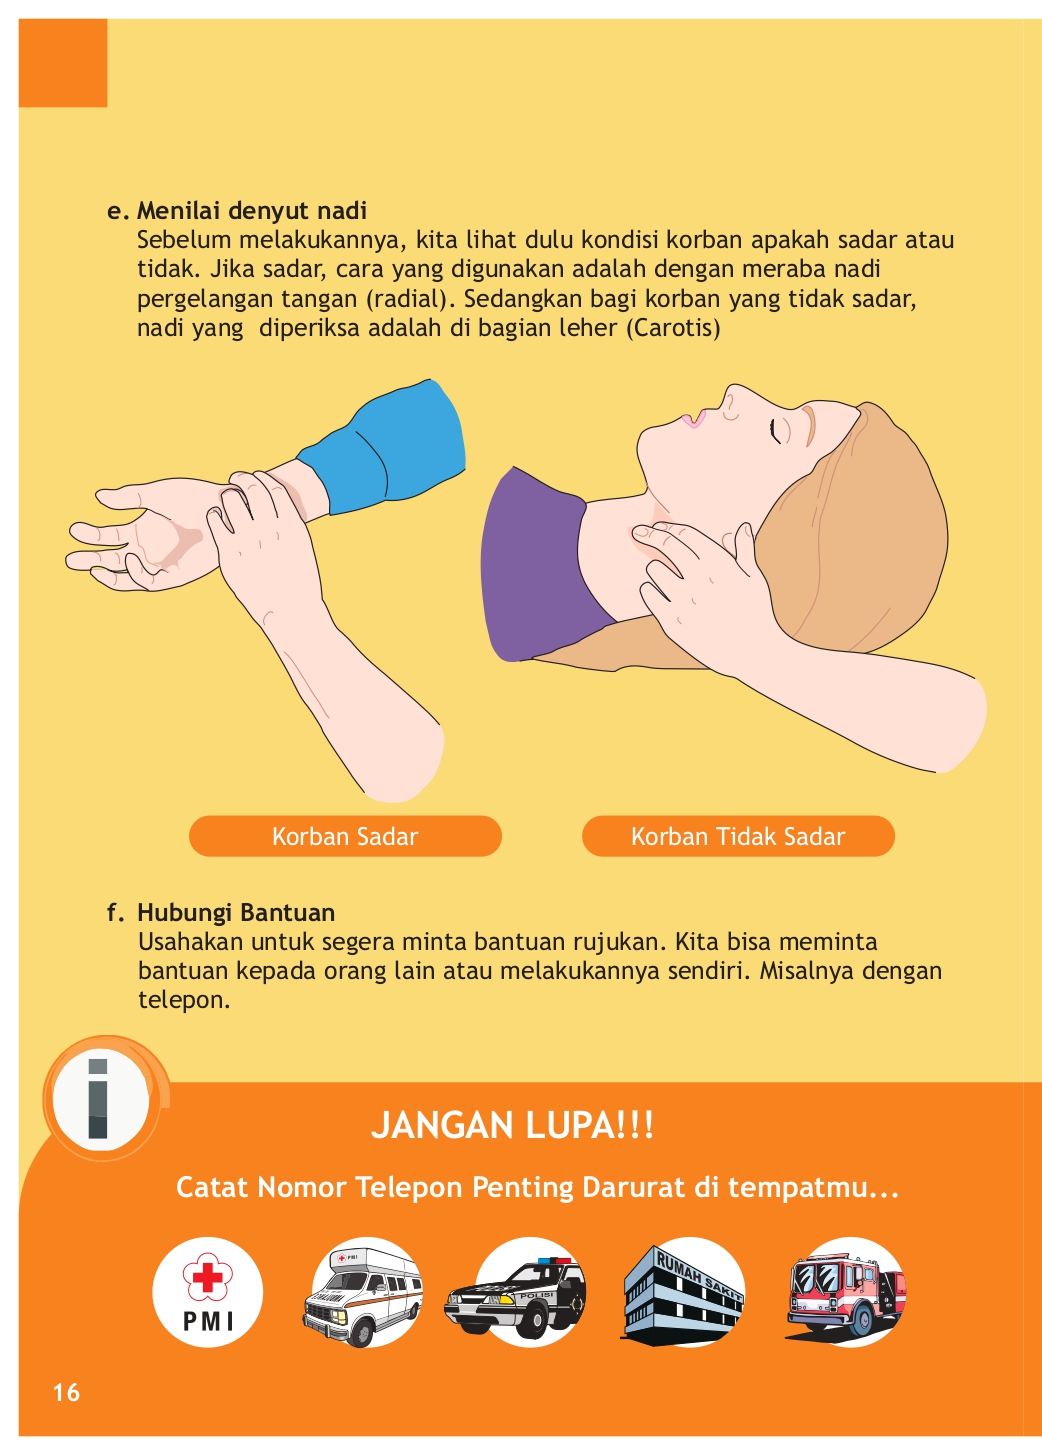 e. Menilai denyut nadi
Sebelum melakukannya, kita lihat dulu kondisi korban apakah sadar atau
tidak. Jika sadar, cara yang digunakan adalah dengan meraba nadi
pergelangan tangan (radial). Sedangkan bagi korban yang tidak sadar,
nadi yang  diperiksa adalah di bagian leher (Carotis)
Korban Sadar
Korban Tidak Sadar
f. Hubungi Bantuan
Usahakan untuk segera minta bantuan rujukan. Kita bisa meminta
bantuan kepada orang lain atau melakukannya sendiri. Misalnya dengan
telepon.
i
JANGAN LUPA!!!
Catat Nomor Telepon Penting Darurat di tempatmu...
PMI
PMI
POLISI
RUMAH SAKIT
16